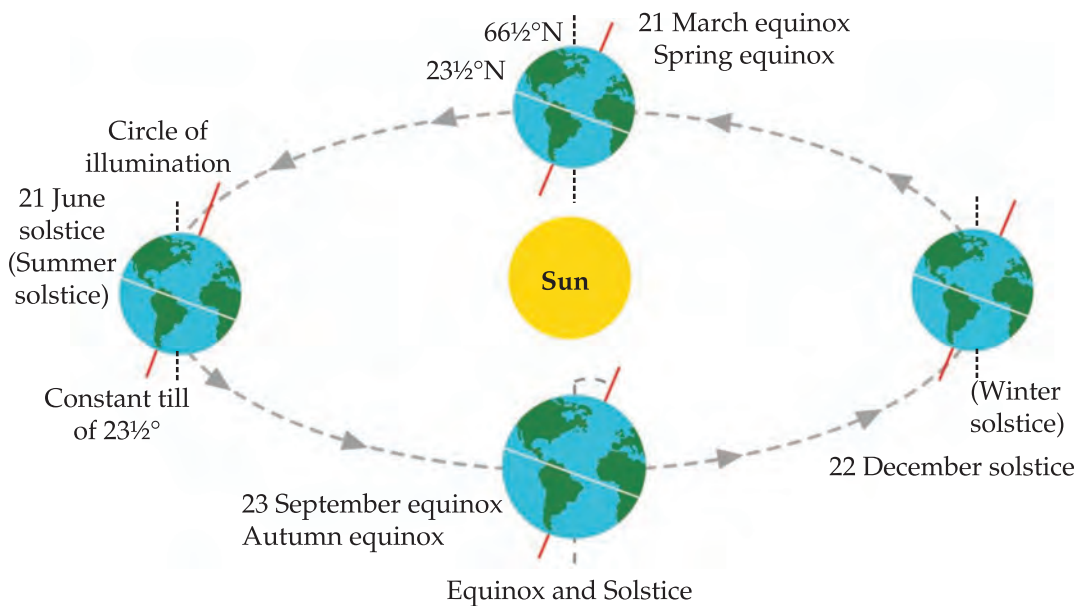 66½°N
23½°N
21 March equinox
Spring equinox
Circle of
illumination
21 June
solstice
(Summer
solstice)
Sun
Constant till
of 23½°
(Winter
solstice)
22 December solstice
23 September equinox
Autumn equinox
Equinox and Solstice